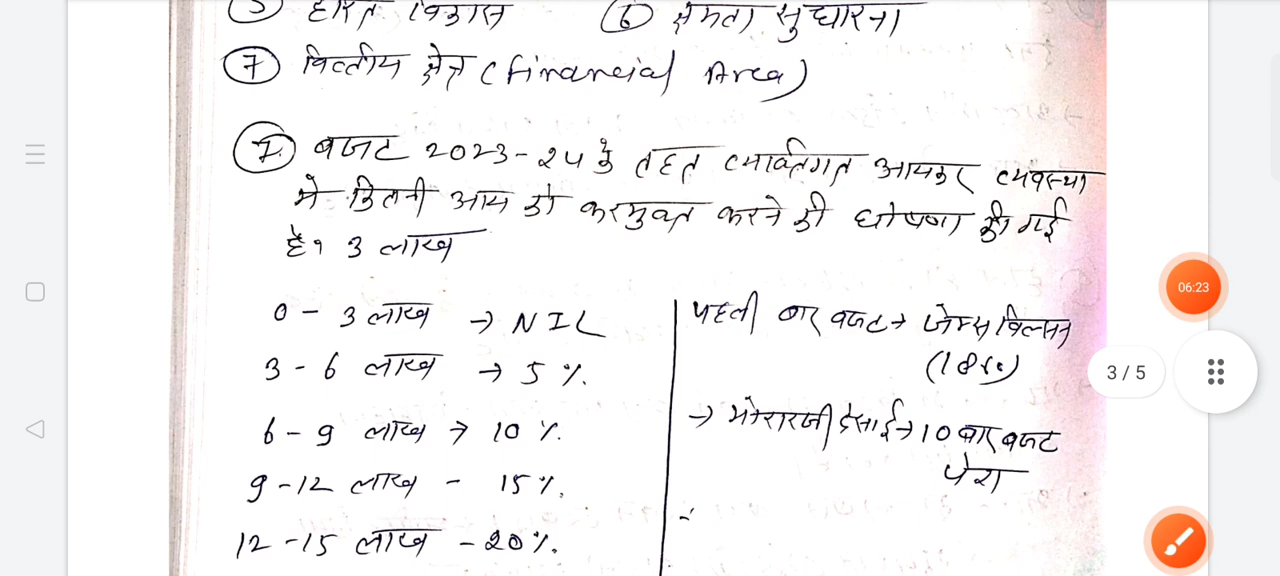 5 हरित विकास 6 क्षमता सुधारना
7 वित्तीय क्षेत्र (Financial Area)
I. बजट 2023-24 के तहत व्यक्तिगत आयकर व्यवस्था
मे कितनी आय को करमुक्त करने की घोषणा की गई
है। 3 लाख
0 - 3 लाख → NIL
3 - 6 लाख → 5 %.
6 - 9 लाख → 10 %.
9 - 12 लाख - 15 %.
12 - 15 लाख - 20 %.
पहली बार बजट → जेम्स विल्सन
(1860)
→ मोरारजी देसाई → 10 बार बजट
पेश
06:23
3 / 5